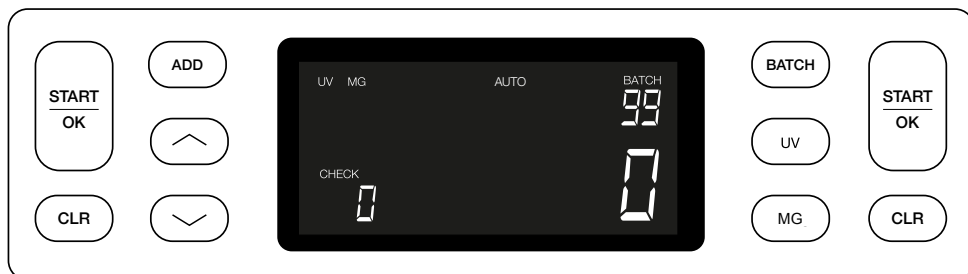 START
OK
CLR
ADD
UV MG AUTO BATCH
99
CHECK
0
0
BATCH
UV
MG
START
OK
CLR